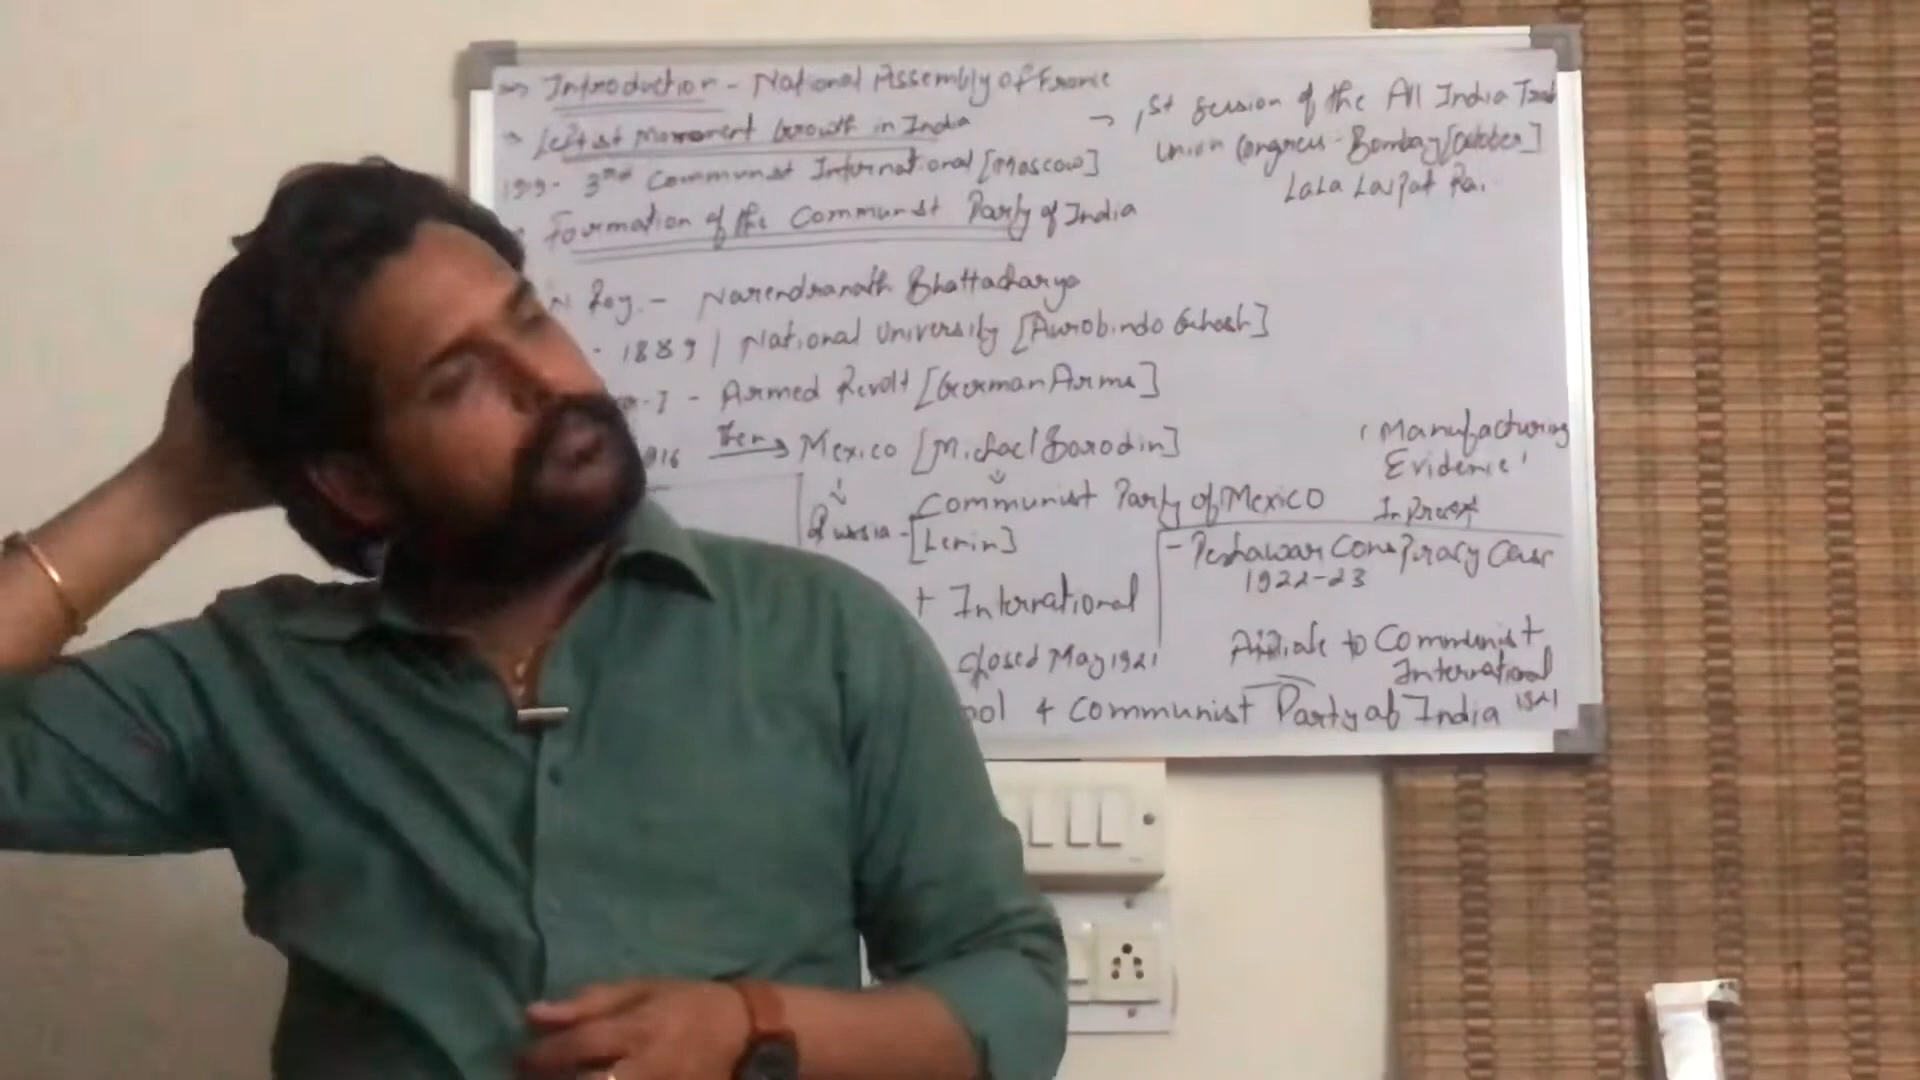 Introduction - National Assembly of France
Leftist Movement Growth in India
1919- 3rd Communist International [Moscow]
Formation of the Communist Party of India
N Roy. - Narendranath Bhattacharya
- 1889 | National University [Aurobindo Ghosh]
-I - Armed Revolt [German Arms]
916 then → Mexico [Michael Borodin]
Communist Party of Mexico
Russia - [Lenin]
+ International
closed May 1921
ool & Communist Party of India 1921
→ 1st session of the All India Trad
Union Congress - Bombay [October]
Lala Lajpat Rai
'Manufacturing
Evidence'
- Peshawar Conspiracy Case
1922-23
to Communist
International